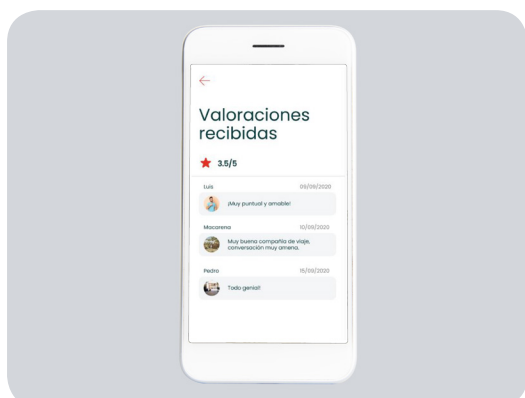 Valoraciones
recibidas
3.5/5
Luis 09/09/2020
¡Muy puntual y amable!
Macarena 10/09/2020
Muy buena compañía de viaje,
conversación muy amena.
Pedro 15/09/2020
Todo genial!